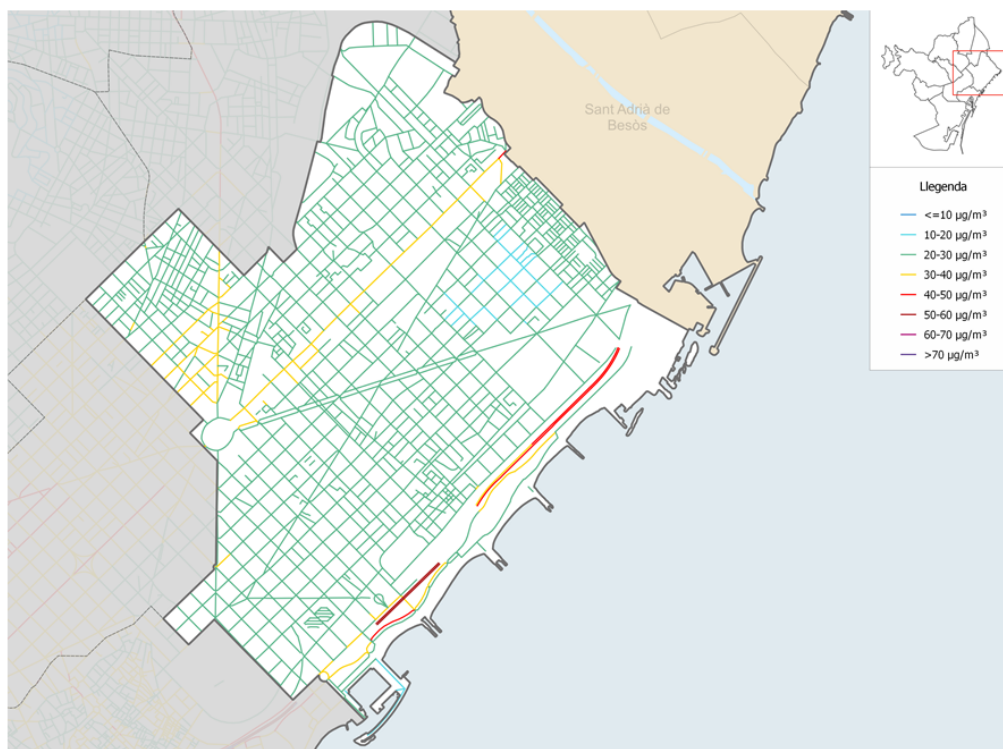 Sant Adrià de
Besòs
Llegenda
<=10 µg/m³
10-20 µg/m³
20-30 µg/m³
30-40 µg/m³
40-50 µg/m³
50-60 µg/m³
60-70 µg/m³
>70 µg/m³